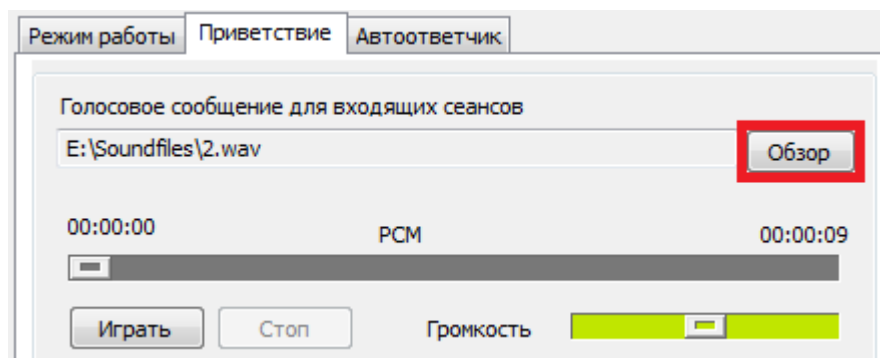 Режим работы Приветствие Автоответчик
Голосовое сообщение для входящих сеансов
E:\Soundfiles\2.wav Обзор
00:00:00 PCM 00:00:09
Играть Стоп Громкость